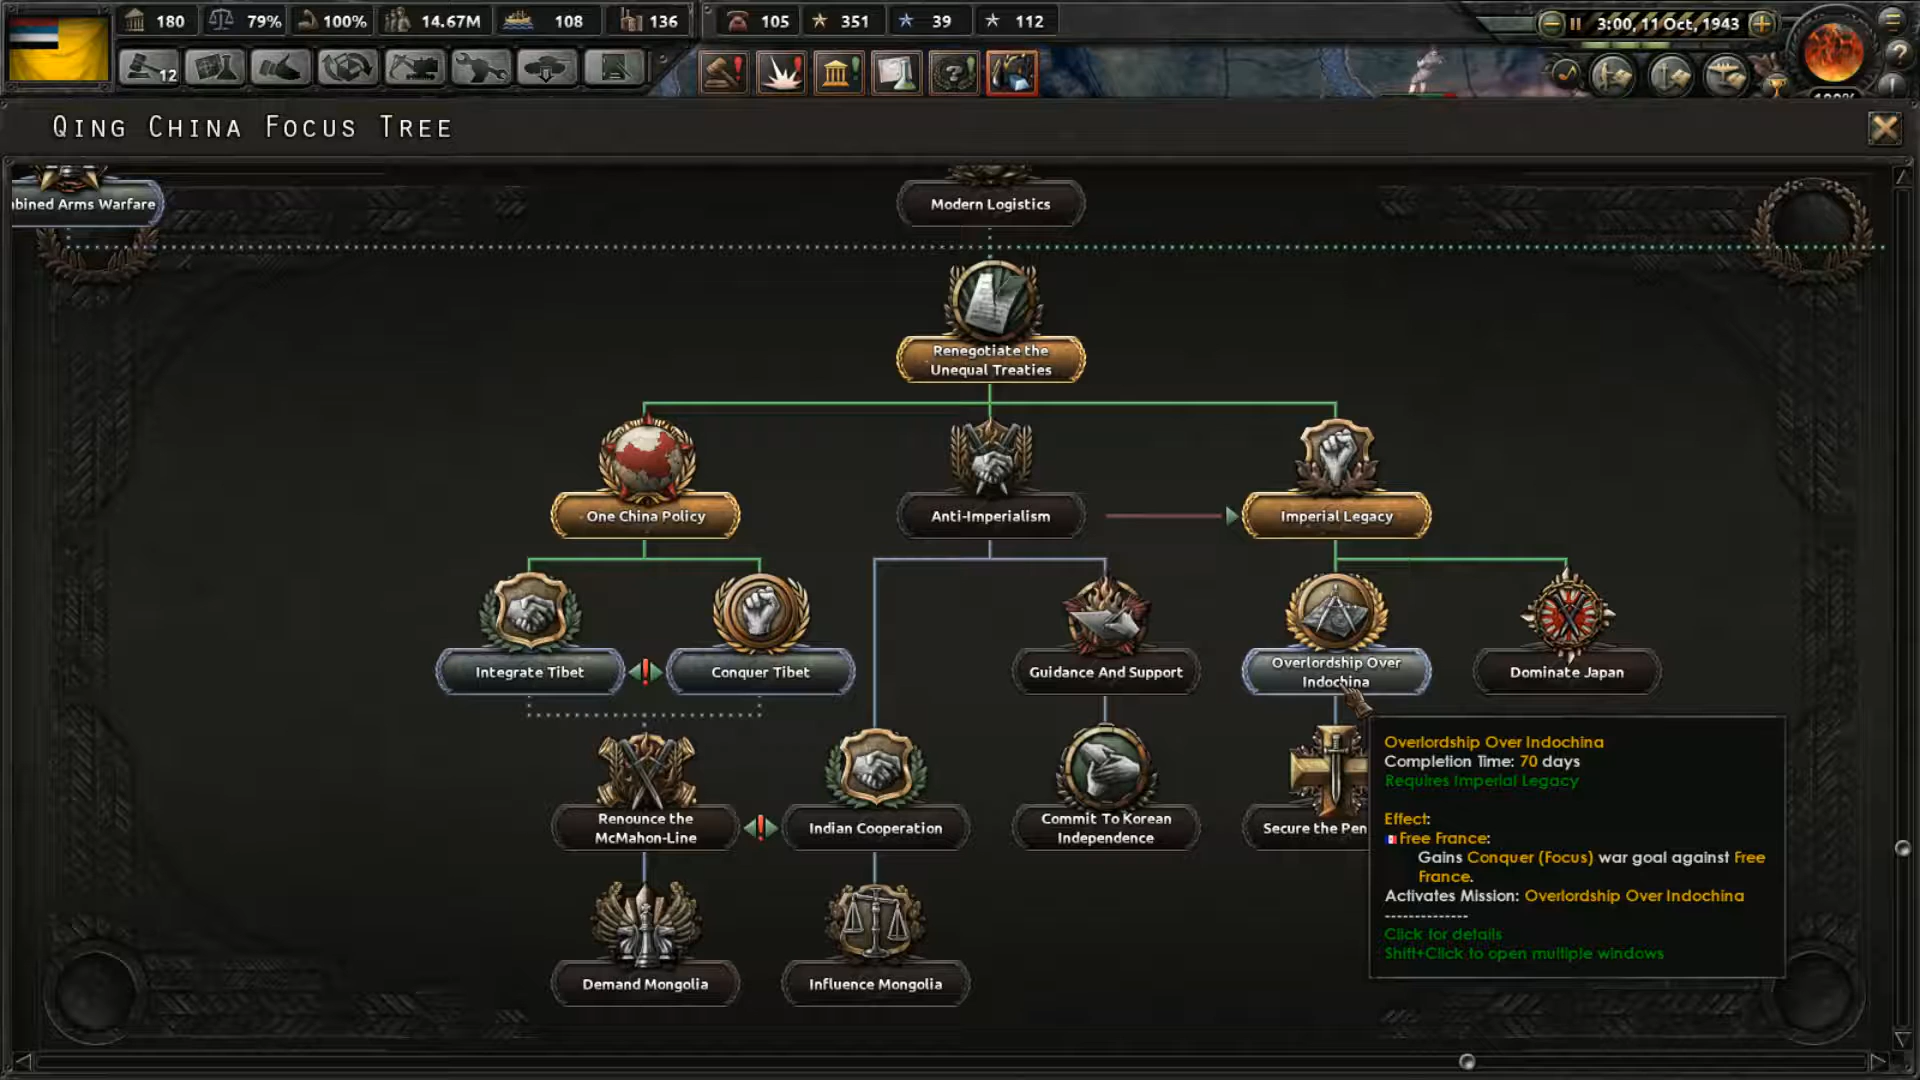 180
79%
100%
14.67M
108
136
105
351
39
112
3:00, 11 Oct, 1943
12
Qing China Focus Tree
bined Arms Warfare
Modern Logistics
Renegotiate the
Unequal Treaties
One China Policy
Anti-Imperialism
Imperial Legacy
Integrate Tibet
Conquer Tibet
Guidance And Support
Overlordship Over
Indochina
Dominate Japan
Renounce the
McMahon-Line
Indian Cooperation
Commit To Korean
Independence
Secure the Pen
Demand Mongolia
Influence Mongolia
Overlordship Over Indochina
Completion Time: 70 days
Requires Imperial Legacy
Effect:
Free France:
Gains Conquer (Focus) war goal against Free
France.
Activates Mission: Overlordship Over Indochina
--------------
Click for details
Shift+Click to open multiple windows